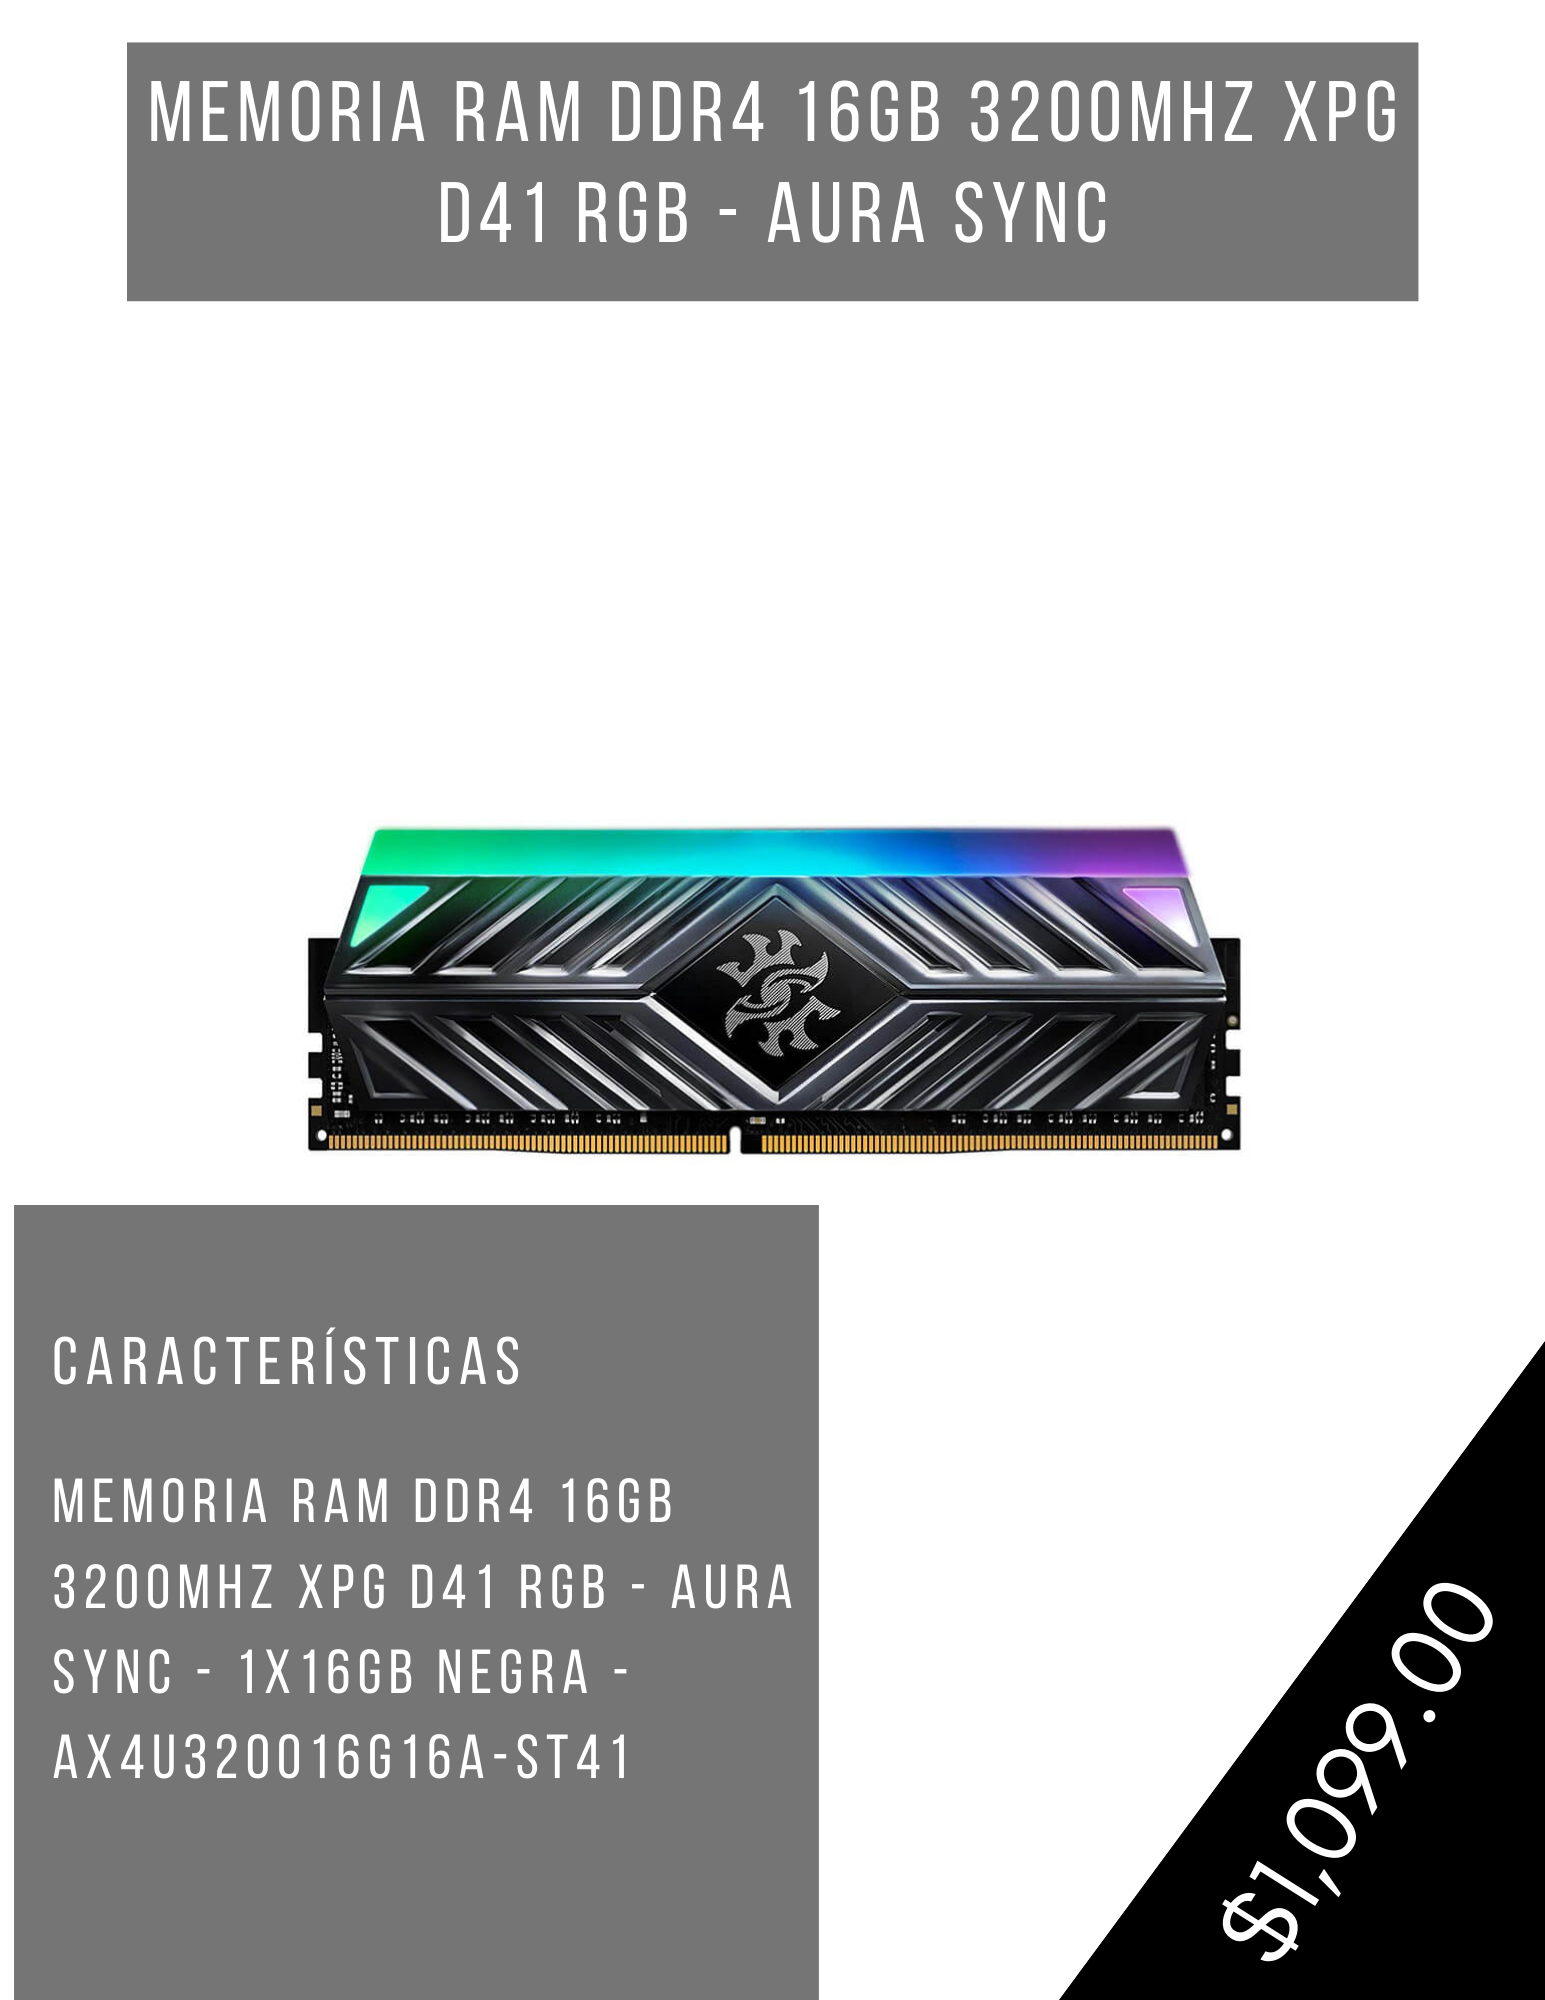 MEMORIA RAM DDR4 16GB 3200MHZ XPG
D41 RGB - AURA SYNC
CARACTERÍSTICAS
MEMORIA RAM DDR4 16GB
3200MHZ XPG D41 RGB - AURA
SYNC - 1X16GB NEGRA -
AX4U320016G16A-ST41
$1,099.00